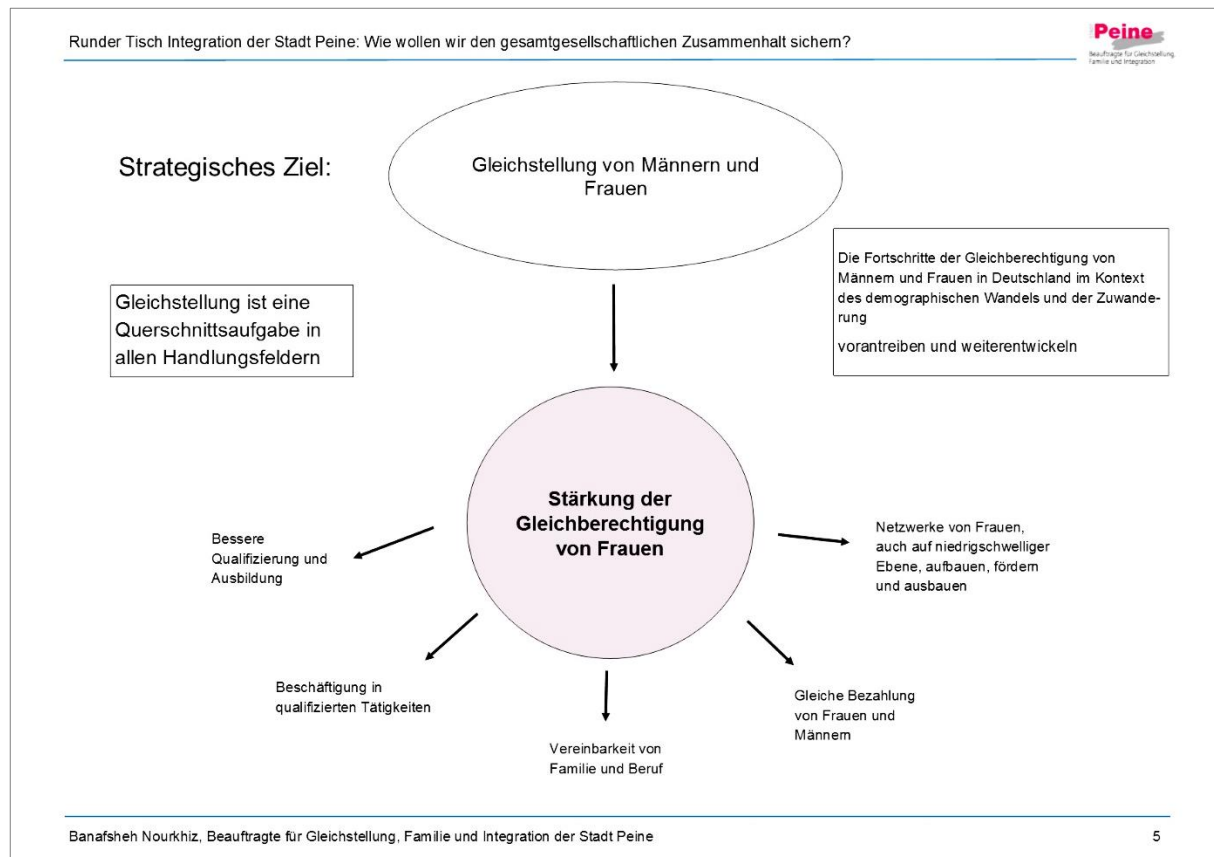 Runder Tisch Integration der Stadt Peine: Wie wollen wir den gesamtgesellschaftlichen Zusammenhalt sichern?
Peine
Beauftragte für Gleichstellung,
Familie und Integration
Strategisches Ziel:
Gleichstellung von Männern und
Frauen
Gleichstellung ist eine
Querschnittsaufgabe in
allen Handlungsfeldern
Die Fortschritte der Gleichberechtigung von
Männern und Frauen in Deutschland im Kontext
des demographischen Wandels und der Zuwande-
rung
vorantreiben und weiterentwickeln
Stärkung der
Gleichberechtigung
von Frauen
Bessere
Qualifizierung und
Ausbildung
Beschäftigung in
qualifizierten Tätigkeiten
Vereinbarkeit von
Familie und Beruf
Gleiche Bezahlung
von Frauen und
Männern
Netzwerke von Frauen,
auch auf niedrigschwelliger
Ebene, aufbauen, fördern
und ausbauen
Banafsheh Nourkhiz, Beauftragte für Gleichstellung, Familie und Integration der Stadt Peine
5